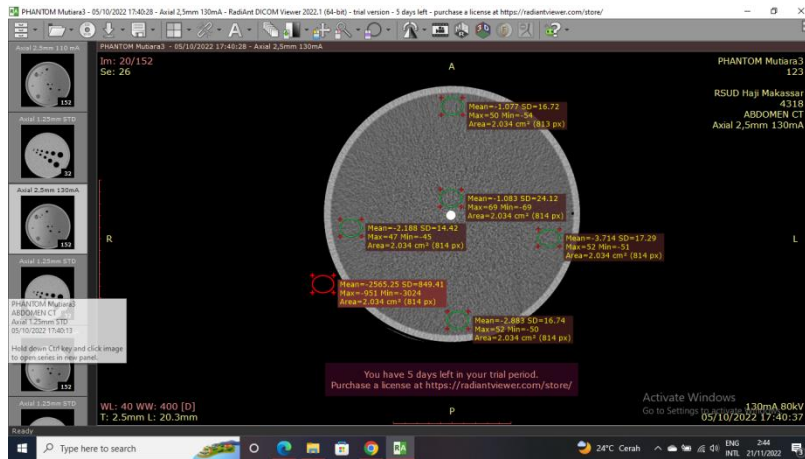 PHANTOM Mutiara3 - 05/10/2022 17:40:28 - Axial 2,5mm 130mA - RadiAnt DICOM Viewer 2022.1 (64-bit) - trial version - 5 days left - purchase a license at https://radiantviewer.com/store/
Axial 2,5mm 110 mA
PHANTOM Mutiara3 - 05/10/2022 17:40:28 - Axial 2,5mm 130mA
Im: 20/152
Se: 26
A
PHANTOM Mutiara3
123
RSUD Haji Makassar
4318
ABDOMEN CT
Axial 2,5mm 130mA
152
Axial 1.25mm STD
32
Axial 2,5mm 130mA
152
Axial 1.25mm STD
Mean=-1.077 SD=16.72
Max=50 Min=-54
Area=2.034 cm² (813 px)
Mean=-1.083 SD=24.12
Max=69 Min=-69
Area=2.034 cm² (814 px)
Mean=-2.188 SD=14.42
Max=47 Min=-45
Area=2.034 cm² (814 px)
R
L
Mean=-3.714 SD=17.29
Max=52 Min=-51
Area=2.034 cm² (814 px)
Mean=-2565.25 SD=849.41
Max=-951 Min=-3024
Area=2.034 cm² (814 px)
Mean=-2.883 SD=16.74
Max=52 Min=-50
Area=2.034 cm² (814 px)
PHANTOM Mutiara3
ABDOMEN CT
Axial 1.25mm STD
05/10/2022 17:40:13
Hold down Ctrl key and click image
to open series in new panel.
152
Axial 1.25mm STD
You have 5 days left in your trial period.
Purchase a license at https://radiantviewer.com/store/
WL: 40 WW: 400 [D]
T: 2.5mm L: 20.3mm
P
Activate Windows
Go to Settings to activate Windows.
130mA 80kV
05/10/2022 17:40:37
Ready
Type here to search
24°C Cerah
ENG
INTL
2:44
21/11/2022